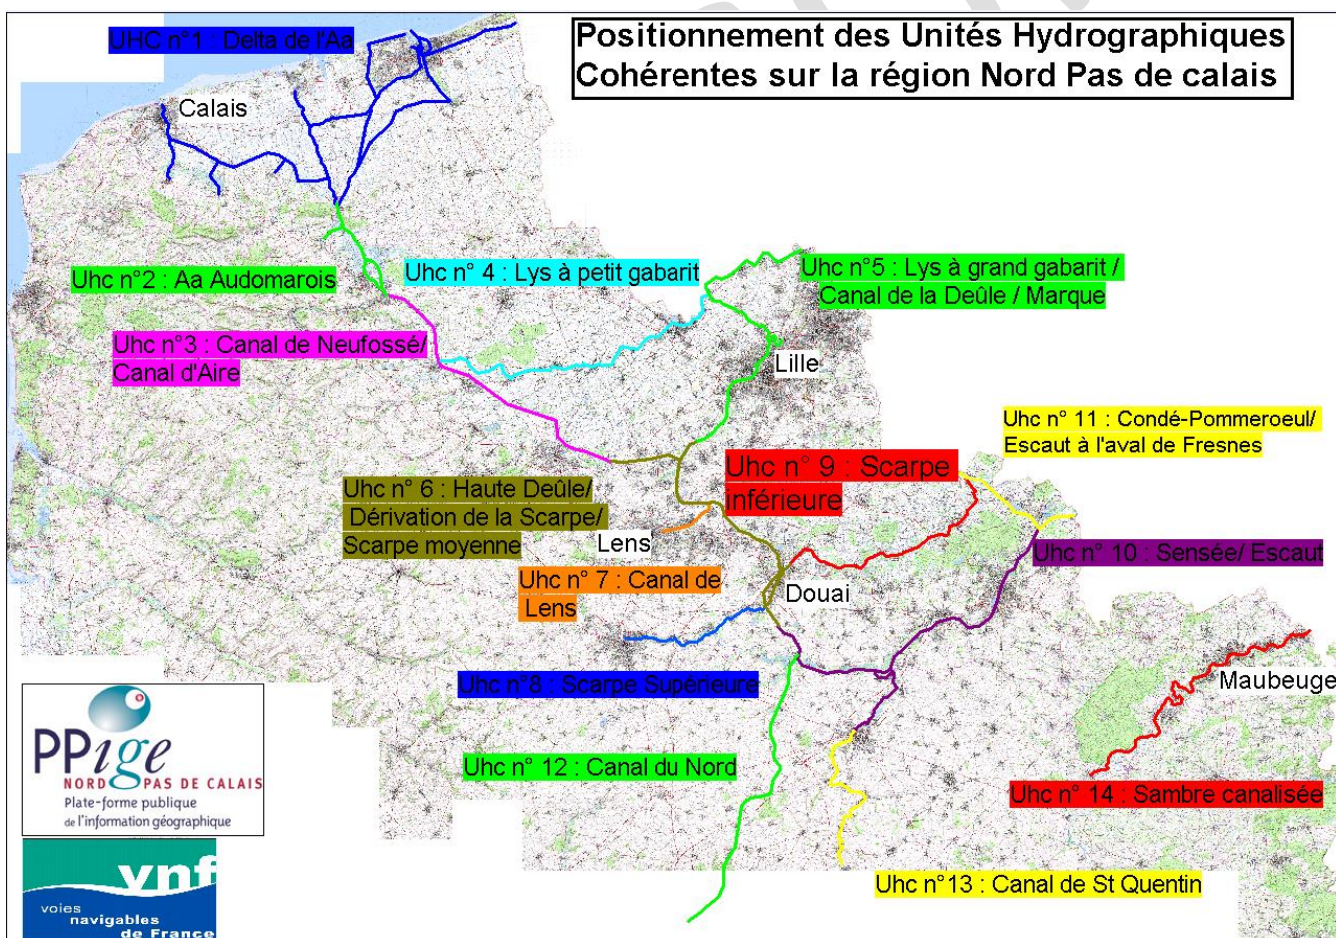 Positionnement des Unités Hydrographiques
Cohérentes sur la région Nord Pas de calais
UHC n°1 : Delta de l'Aa
Calais
Uhc n°2 : Aa Audomarois
Uhc n° 4 : Lys à petit gabarit
Uhc n°5 : Lys à grand gabarit /
Canal de la Deûle / Marque
Uhc n°3 : Canal de Neufossé/
Canal d'Aire
Lille
Uhc n° 11 : Condé-Pommeroeul/
Escaut à l'aval de Fresnes
Uhc n° 9 : Scarpe
inférieure
Uhc n° 6 : Haute Deûle/
Dérivation de la Scarpe/
Scarpe moyenne
Lens
Uhc n° 10 : Sensée/ Escaut
Uhc n° 7 : Canal de
Lens
Douai
Uhc n°8 : Scarpe Supérieure
Maubeuge
Uhc n° 12 : Canal du Nord
Uhc n° 14 : Sambre canalisée
Uhc n°13 : Canal de St Quentin
PPige
NORD PAS DE CALAIS
Plate-forme publique
de l'information géographique
vnf
voies
navigables
de France